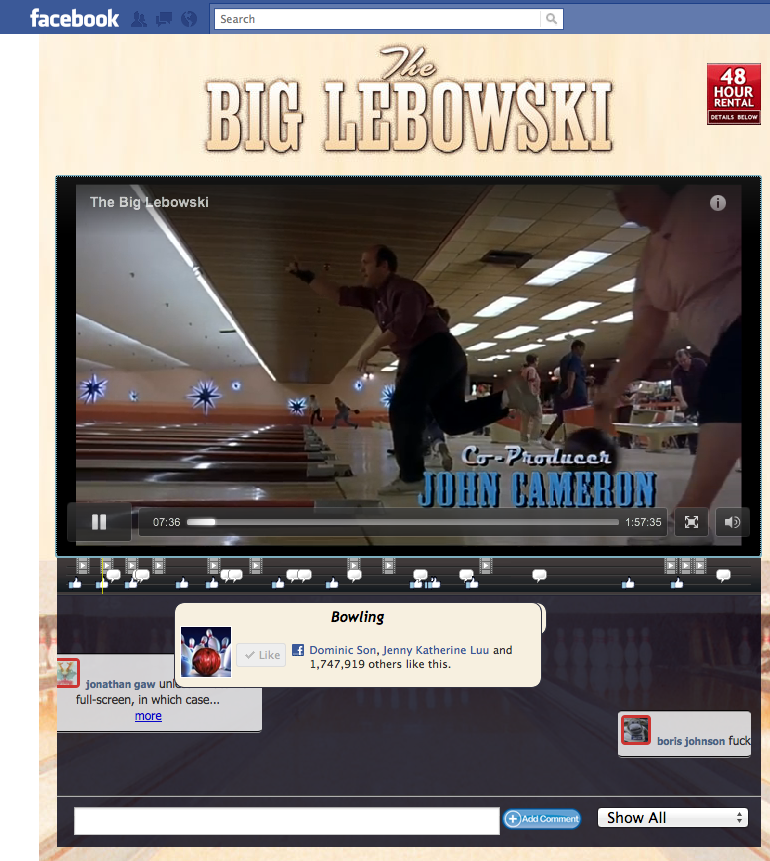 facebook
Search
The
BIG LEBOWSKI
48
HOUR
RENTAL
DETAILS BELOW
The Big Lebowski
i
Co-Producer
JOHN CAMERON
07:36
1:57:35
Bowling
Like
Dominic Son, Jenny Katherine Luu and
1,747,919 others like this.
jonathan gaw
full-screen, in which case...
more
boris johnson fuck
Add Comment
Show All